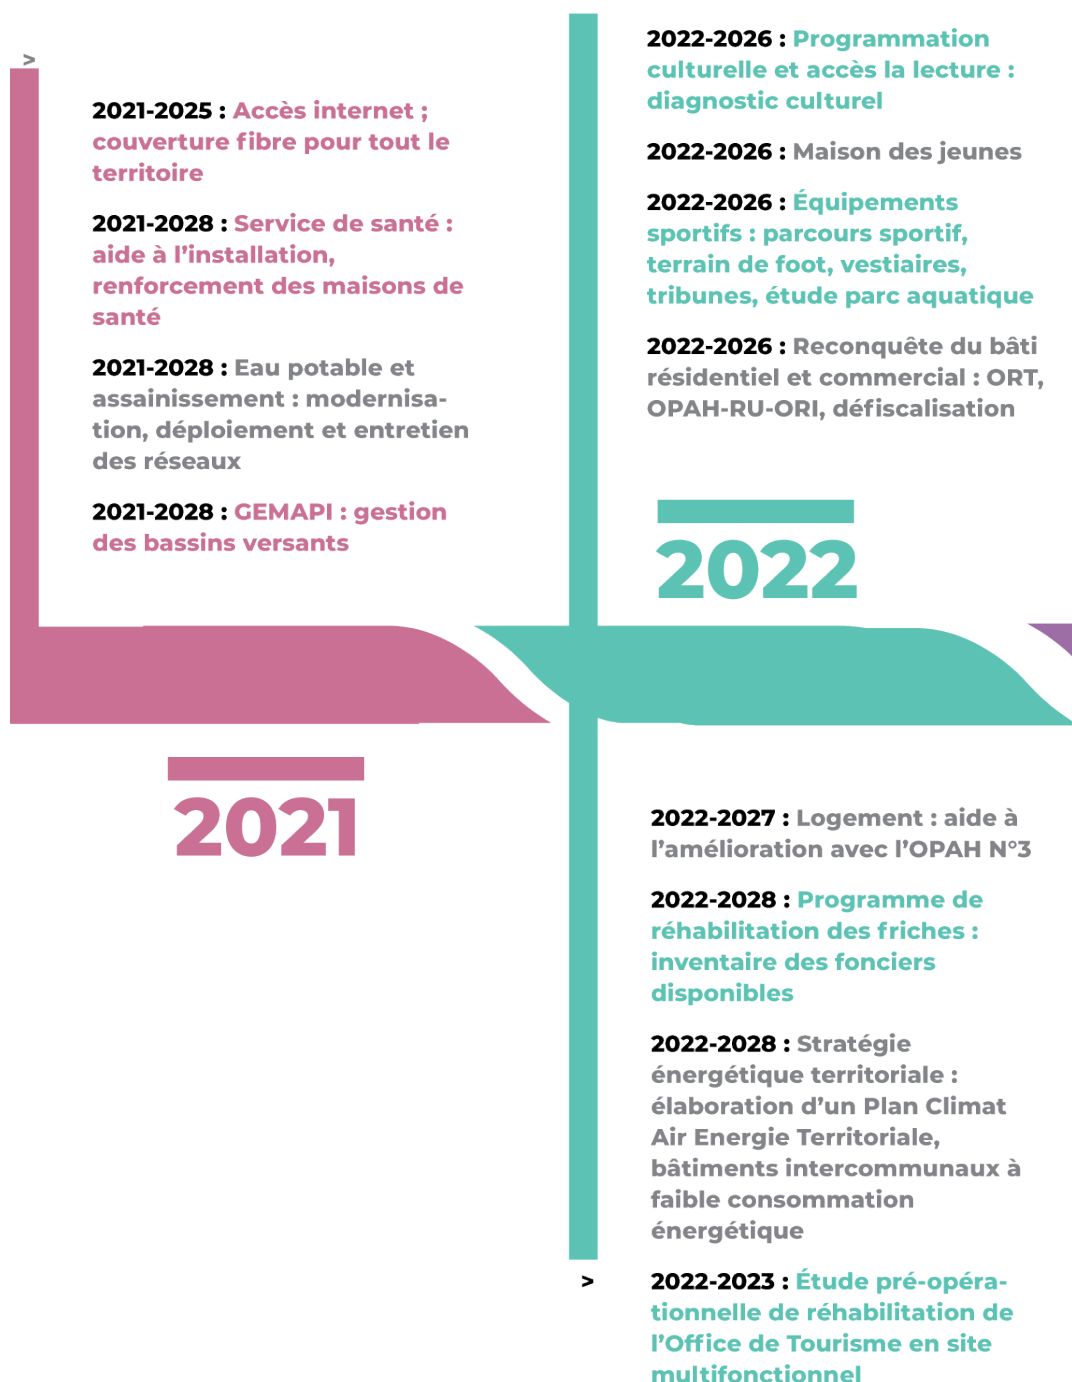 >
2021-2025 : Accès internet ;
couverture fibre pour tout le
territoire
2021-2028 : Service de santé :
aide à l’installation,
renforcement des maisons de
santé
2021-2028 : Eau potable et
assainissement : modernisa-
tion, déploiement et entretien
des réseaux
2021-2028 : GEMAPI : gestion
des bassins versants
2021
2022-2026 : Programmation
culturelle et accès la lecture :
diagnostic culturel
2022-2026 : Maison des jeunes
2022-2026 : Équipements
sportifs : parcours sportif,
terrain de foot, vestiaires,
tribunes, étude parc aquatique
2022-2026 : Reconquête du bâti
résidentiel et commercial : ORT,
OPAH-RU-ORI, défiscalisation
2022
2022-2027 : Logement : aide à
l’amélioration avec l’OPAH N°3
2022-2028 : Programme de
réhabilitation des friches :
inventaire des fonciers
disponibles
2022-2028 : Stratégie
énergétique territoriale :
élaboration d’un Plan Climat
Air Energie Territoriale,
bâtiments intercommunaux à
faible consommation
énergétique
>
2022-2023 : Étude pré-opéra-
tionnelle de réhabilitation de
l’Office de Tourisme en site
multifonctionnel